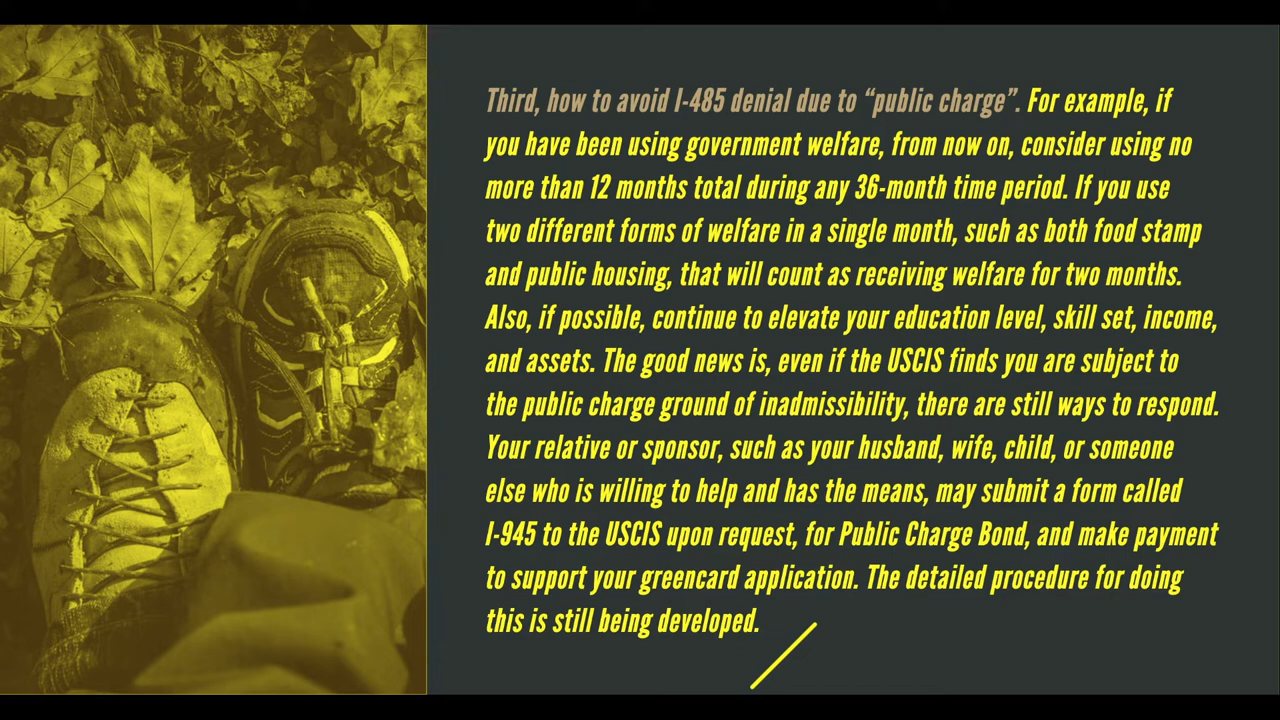 Third, how to avoid I-485 denial due to “public charge”. For example, if
you have been using government welfare, from now on, consider using no
more than 12 months total during any 36-month time period. If you use
two different forms of welfare in a single month, such as both food stamp
and public housing, that will count as receiving welfare for two months.
Also, if possible, continue to elevate your education level, skill set, income,
and assets. The good news is, even if the USCIS finds you are subject to
the public charge ground of inadmissibility, there are still ways to respond.
Your relative or sponsor, such as your husband, wife, child, or someone
else who is willing to help and has the means, may submit a form called
I-945 to the USCIS upon request, for Public Charge Bond, and make payment
to support your greencard application. The detailed procedure for doing
this is still being developed.